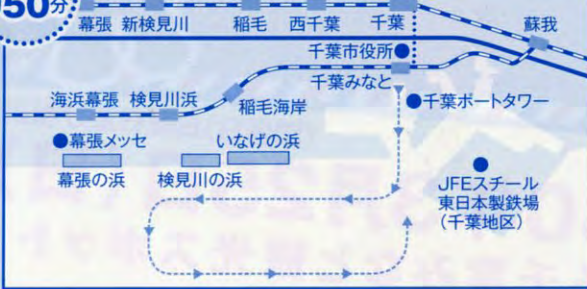 50分
幕張 新検見川 稲毛 西千葉 千葉
蘇我
千葉市役所
千葉みなと
海浜幕張 検見川浜 稲毛海岸
千葉ポートタワー
幕張メッセ
いなげの浜
幕張の浜 検見川の浜
JFEスチール
東日本製鉄場
（千葉地区）